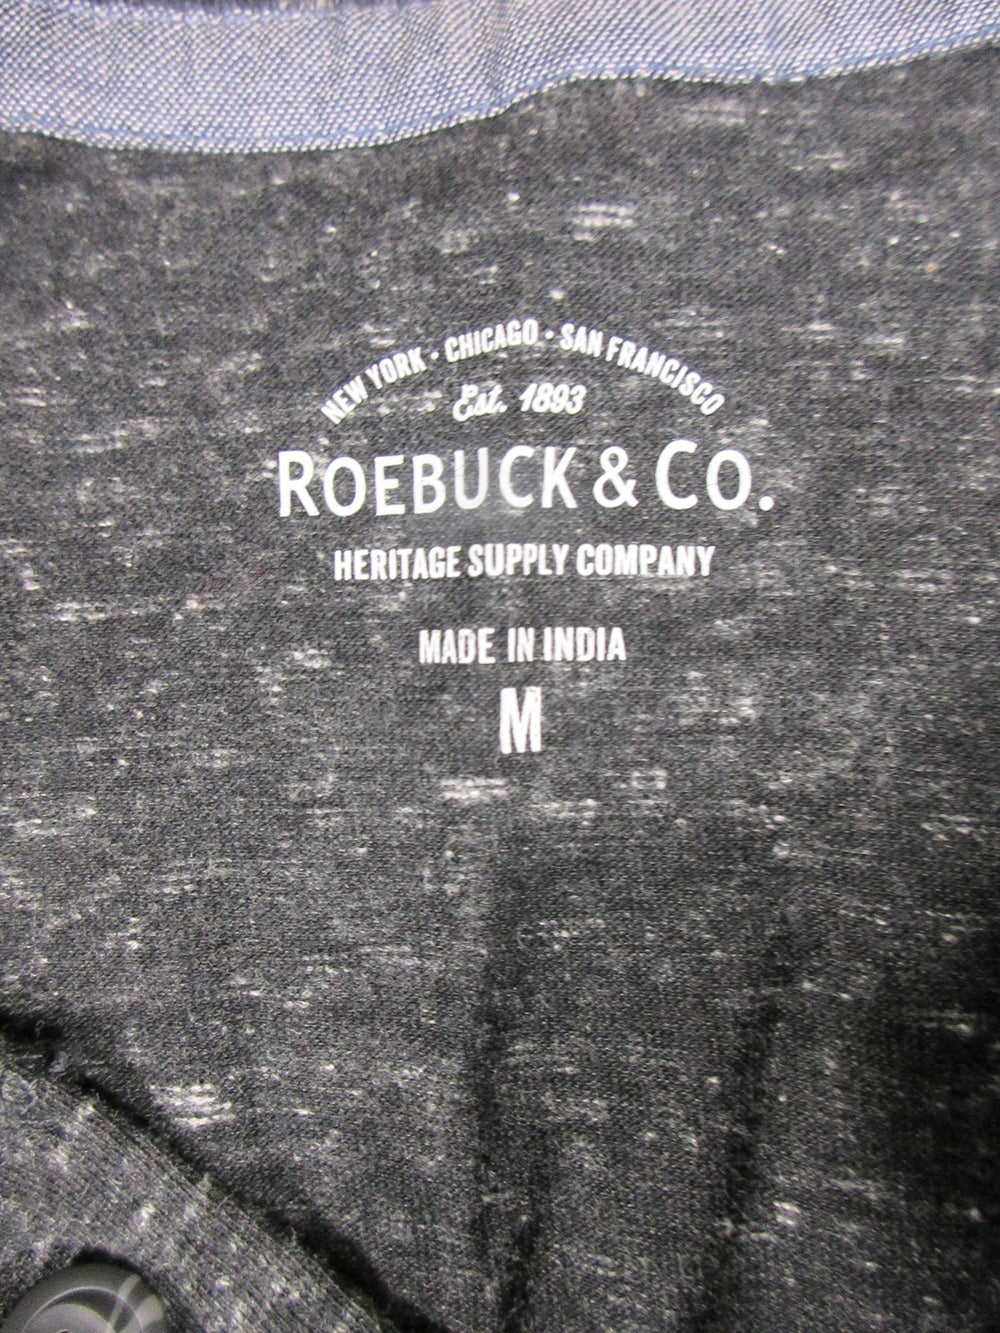 NEW YORK · CHICAGO · SAN FRANCISCO
Est. 1893
ROEBUCK & CO.
HERITAGE SUPPLY COMPANY
MADE IN INDIA
M